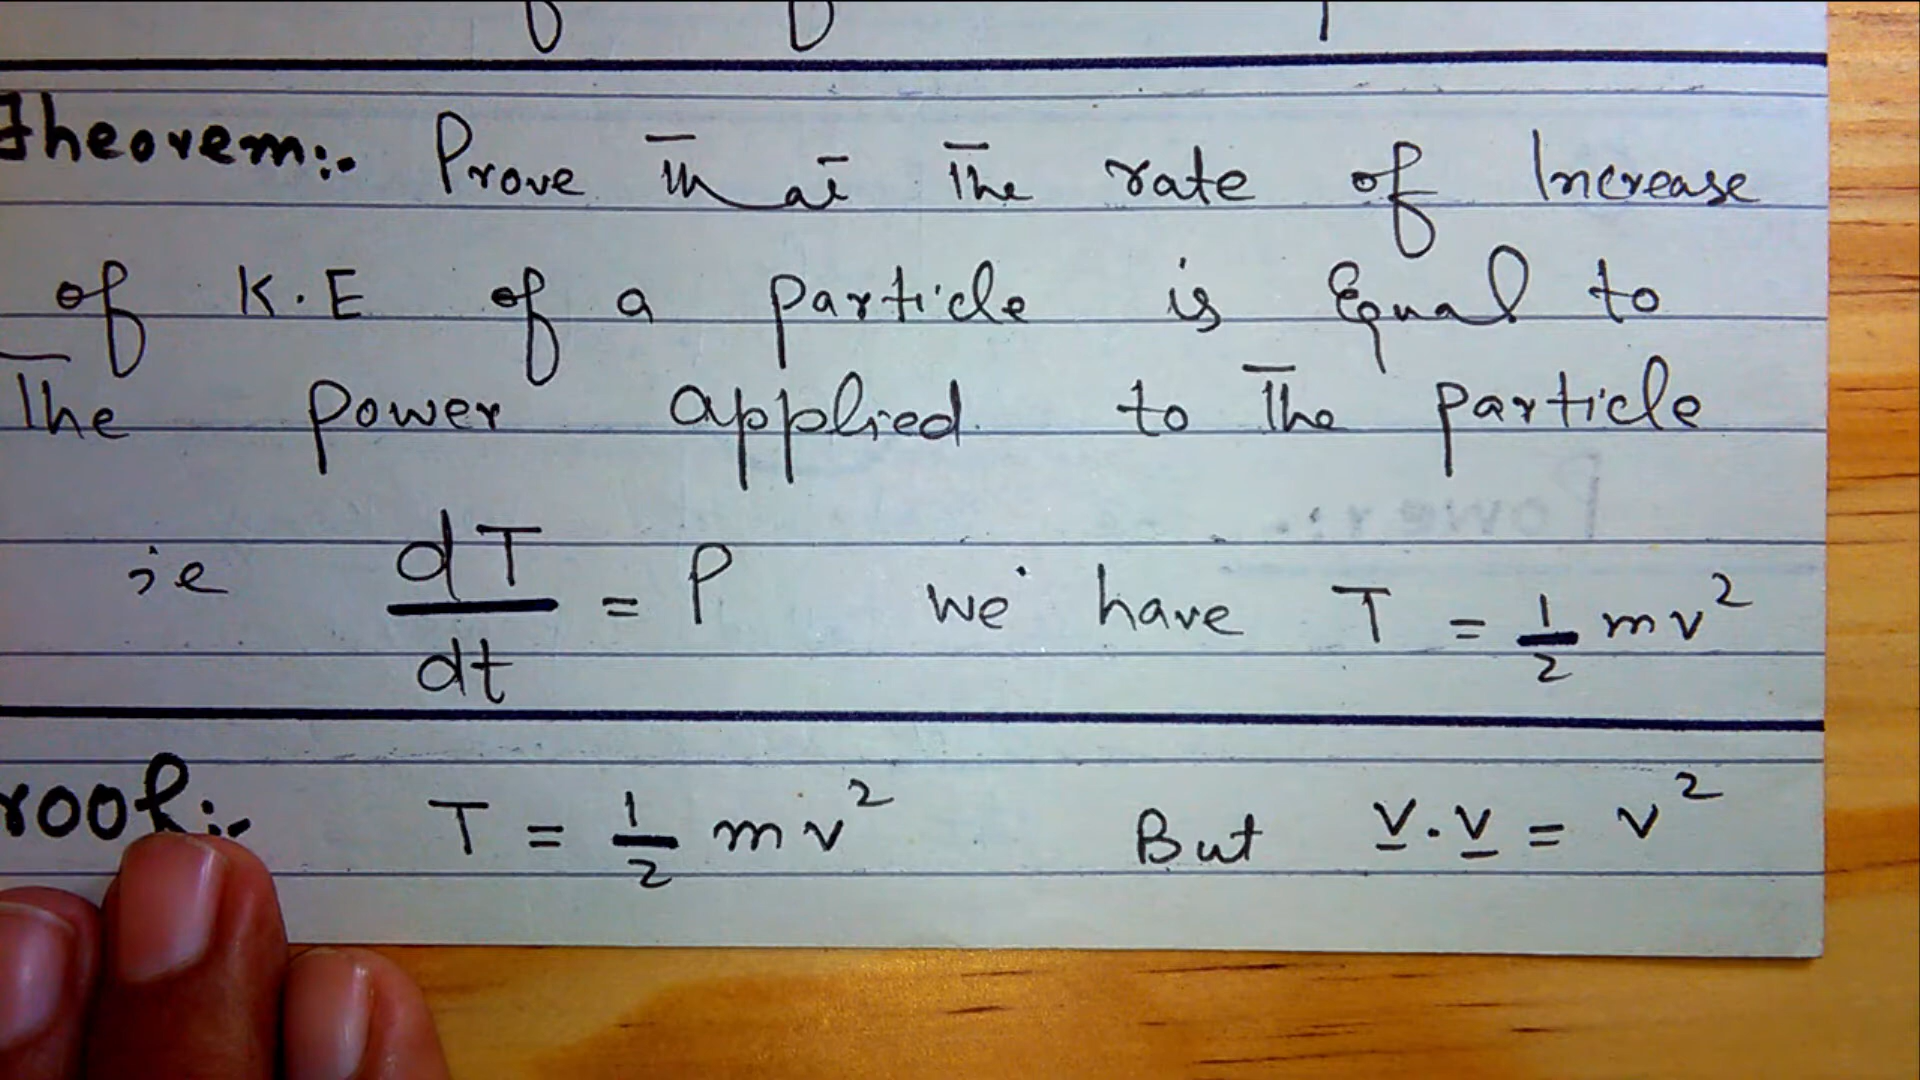 Theorem:- Prove that the rate of Increase
of K.E of a particle is Equal to
The power applied to The particle
ie dT/dt = P we have T = 1/2 mv²
roof:- T = 1/2 mv² But v.v = v²